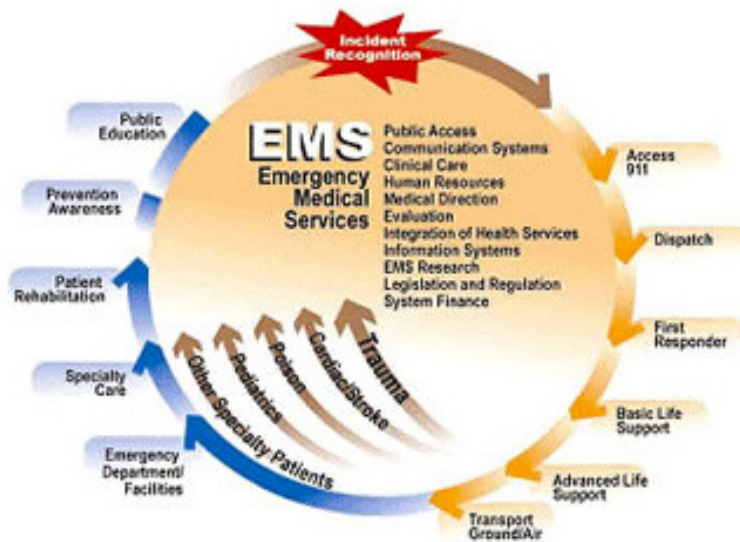 Incident
Recognition
EMS
Emergency
Medical
Services
Public Access
Communication Systems
Clinical Care
Human Resources
Medical Direction
Evaluation
Integration of Health Services
Information Systems
EMS Research
Legislation and Regulation
System Finance
Access
911
Dispatch
First
Responder
Basic Life
Support
Advanced Life
Support
Transport
Ground/Air
Emergency
Department/
Facilities
Specialty
Care
Patient
Rehabilitation
Prevention
Awareness
Public
Education
Other Specialty Patients
Pediatrics
Poison
Cardiac/Stroke
Trauma